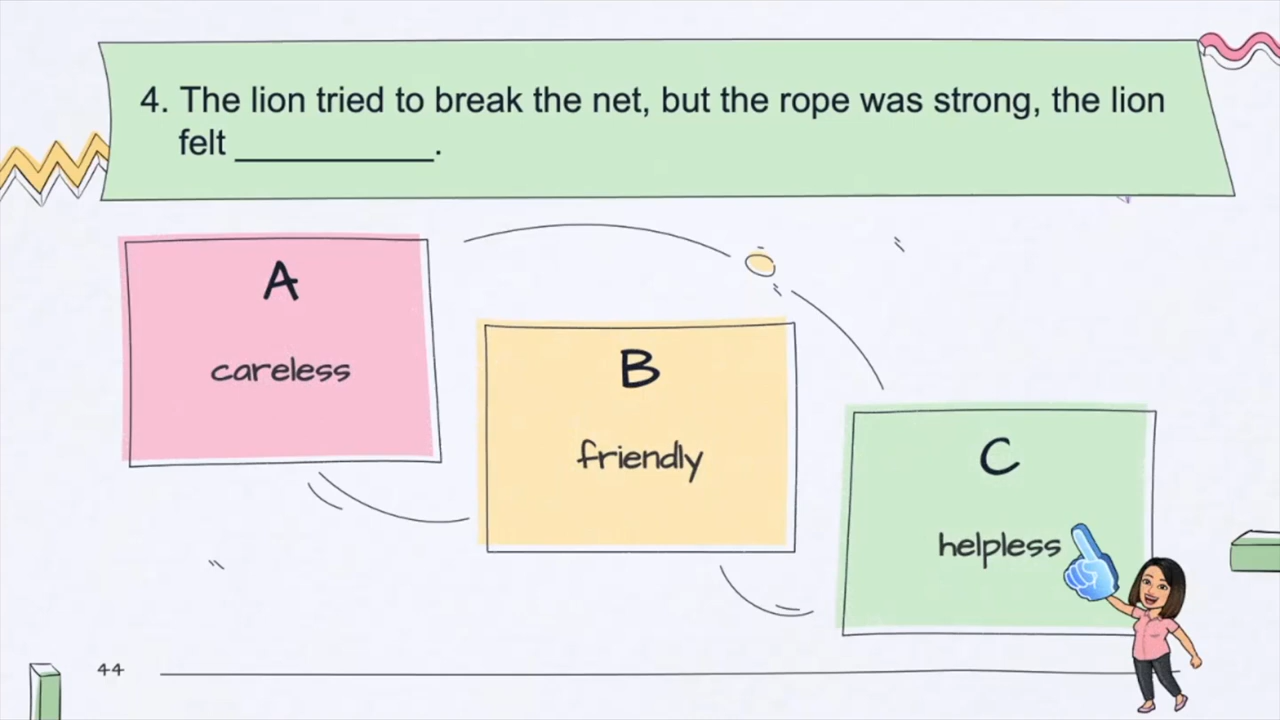 4. The lion tried to break the net, but the rope was strong, the lion
felt __________.
A
careless
B
friendly
C
helpless
44